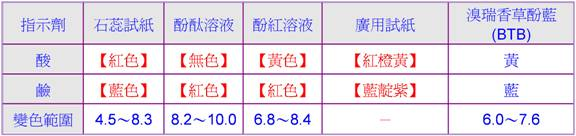 指示劑 石蕊試紙 酚酞溶液 酚紅溶液 廣用試紙 溴瑞香草酚藍
(BTB)
酸 【紅色】 【無色】 【黃色】 【紅橙黃】 黃
鹼 【藍色】 【紅色】 【紅色】 【藍靛紫】 藍
變色範圍 4.5～8.3 8.2～10.0 6.8～8.4 － 6.0～7.6